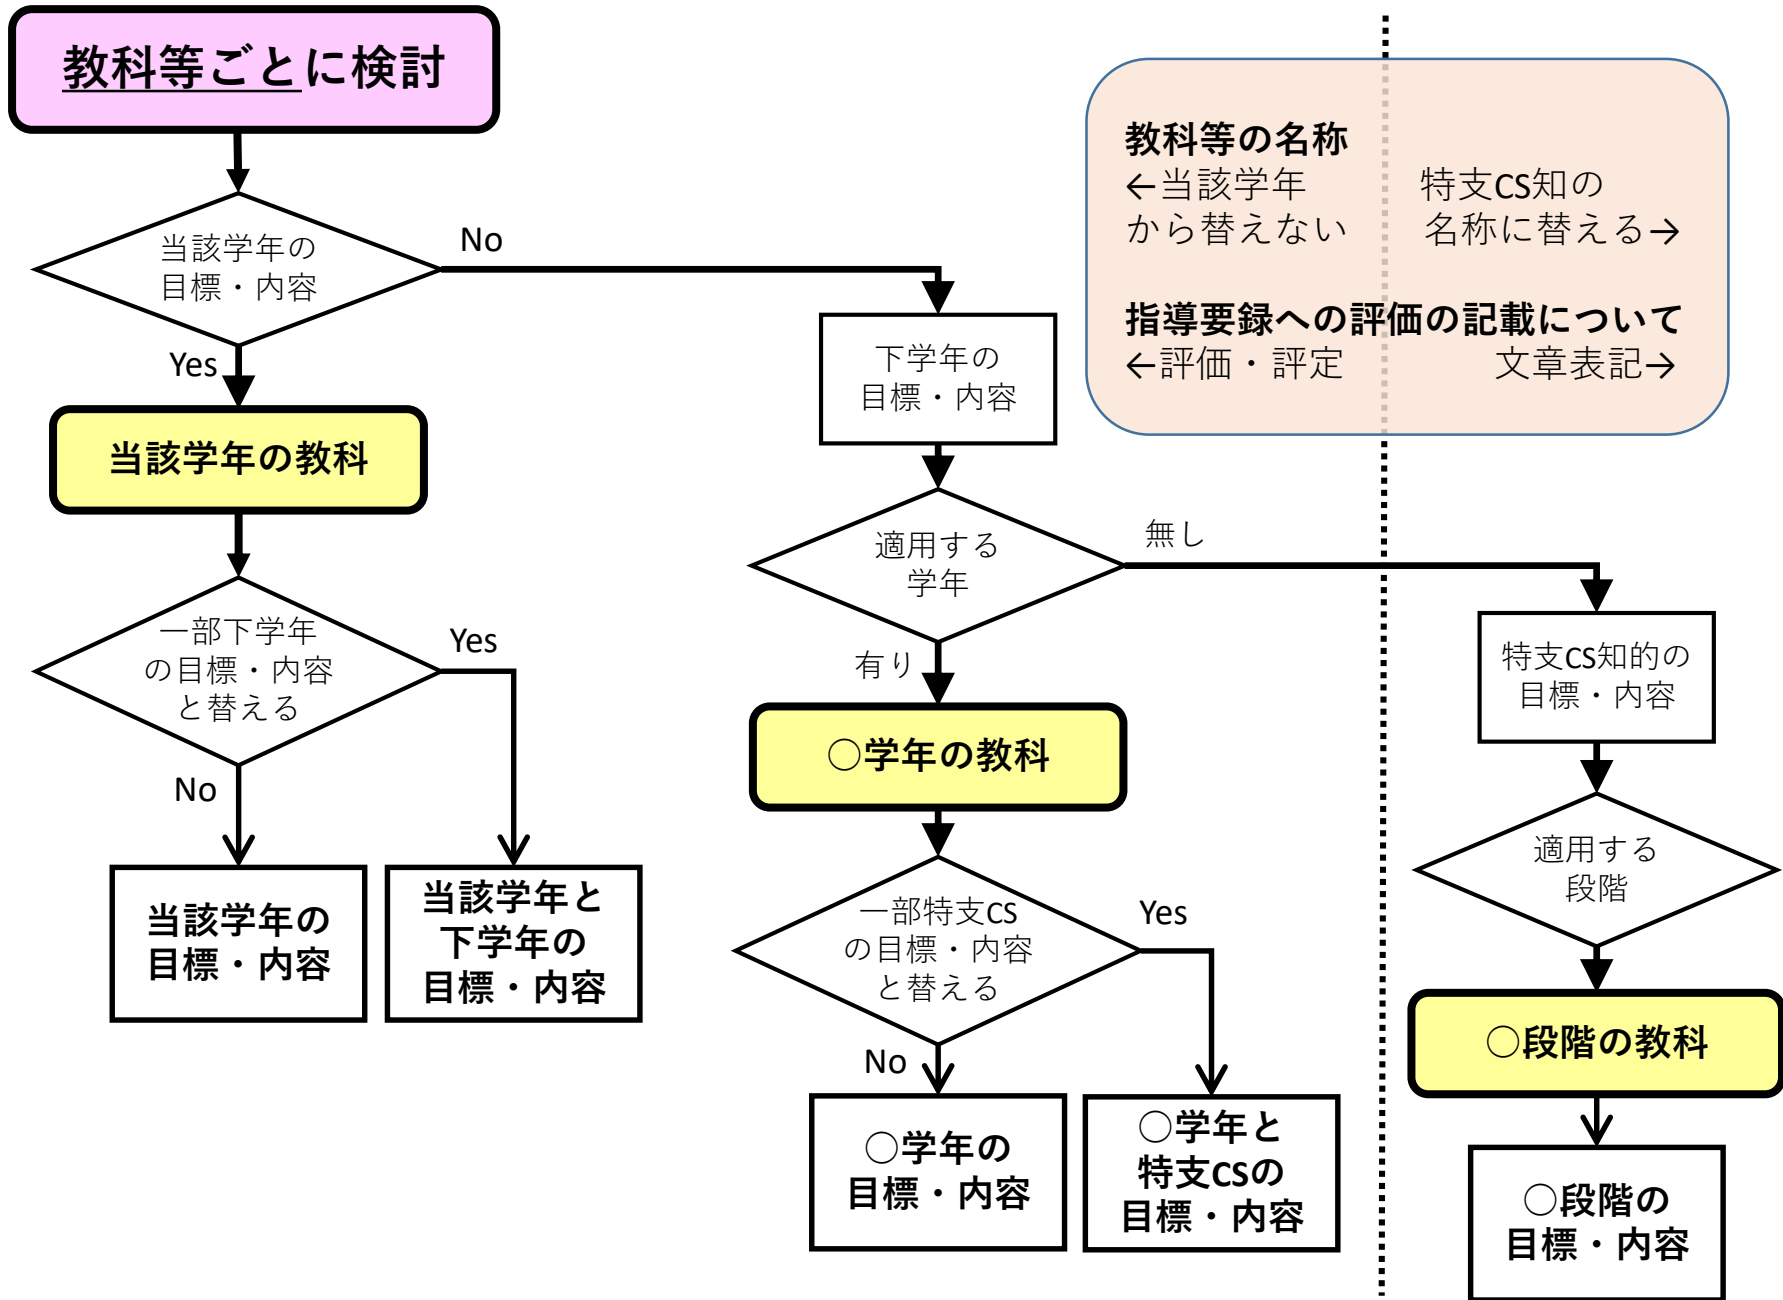 教科等ごとに検討
当該学年の
目標・内容
No
Yes
当該学年の教科
一部下学年
の目標・内容
と替える
Yes
No
当該学年の
目標・内容
当該学年と
下学年の
目標・内容
下学年の
目標・内容
適用する
学年
無し
有り
○学年の教科
一部特支CS
の目標・内容
と替える
Yes
No
○学年の
目標・内容
○学年と
特支CSの
目標・内容
教科等の名称
←当該学年
から替えない
特支CS知の
名称に替える→
指導要録への評価の記載について
←評価・評定
文章表記→
特支CS知的の
目標・内容
適用する
段階
○段階の教科
○段階の
目標・内容